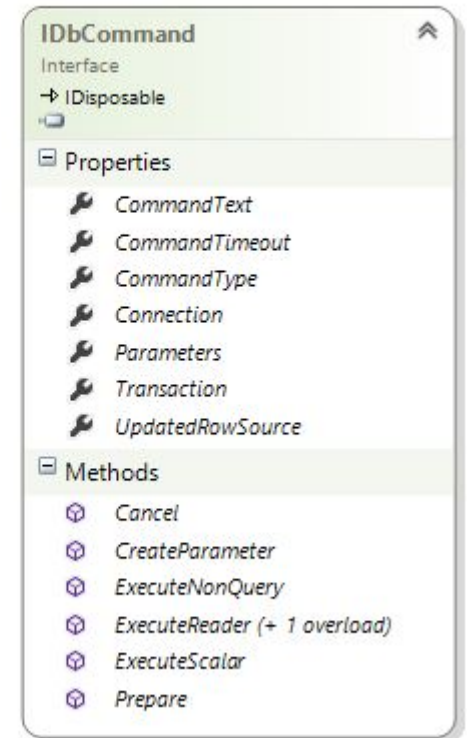 IDbCommand
Interface
IDisposable
Properties
CommandText
CommandTimeout
CommandType
Connection
Parameters
Transaction
UpdatedRowSource
Methods
Cancel
CreateParameter
ExecuteNonQuery
ExecuteReader (+ 1 overload)
ExecuteScalar
Prepare